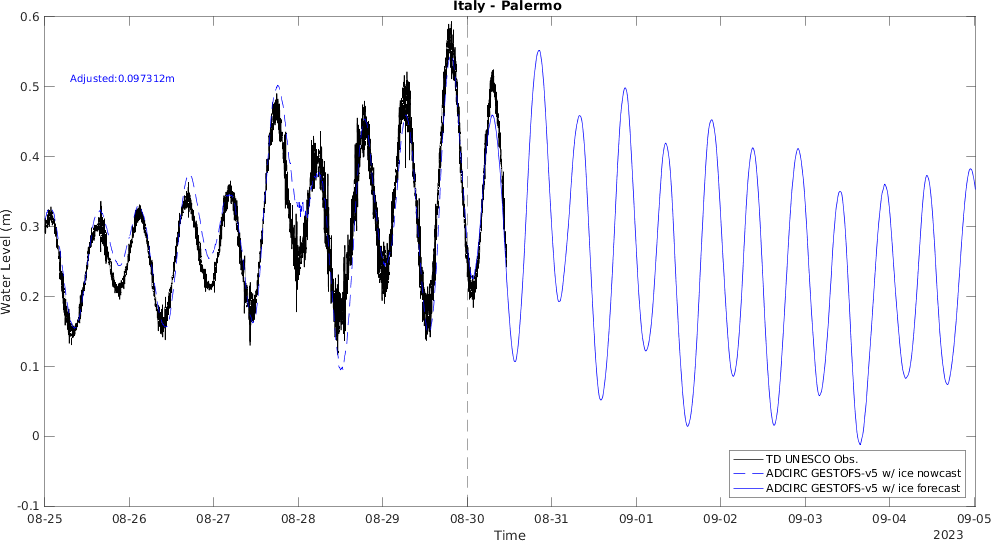 Italy - Palermo
0.6
Adjusted:0.097312m
0.5
0.4
0.3
0.2
0.1
0
-0.1
Water Level (m)
TD UNESCO Obs.
ADCIRC GESTOFS-v5 w/ ice nowcast
ADCIRC GESTOFS-v5 w/ ice forecast
08-25 08-26 08-27 08-28 08-29 08-30 08-31 09-01 09-02 09-03 09-04 09-05
Time
2023